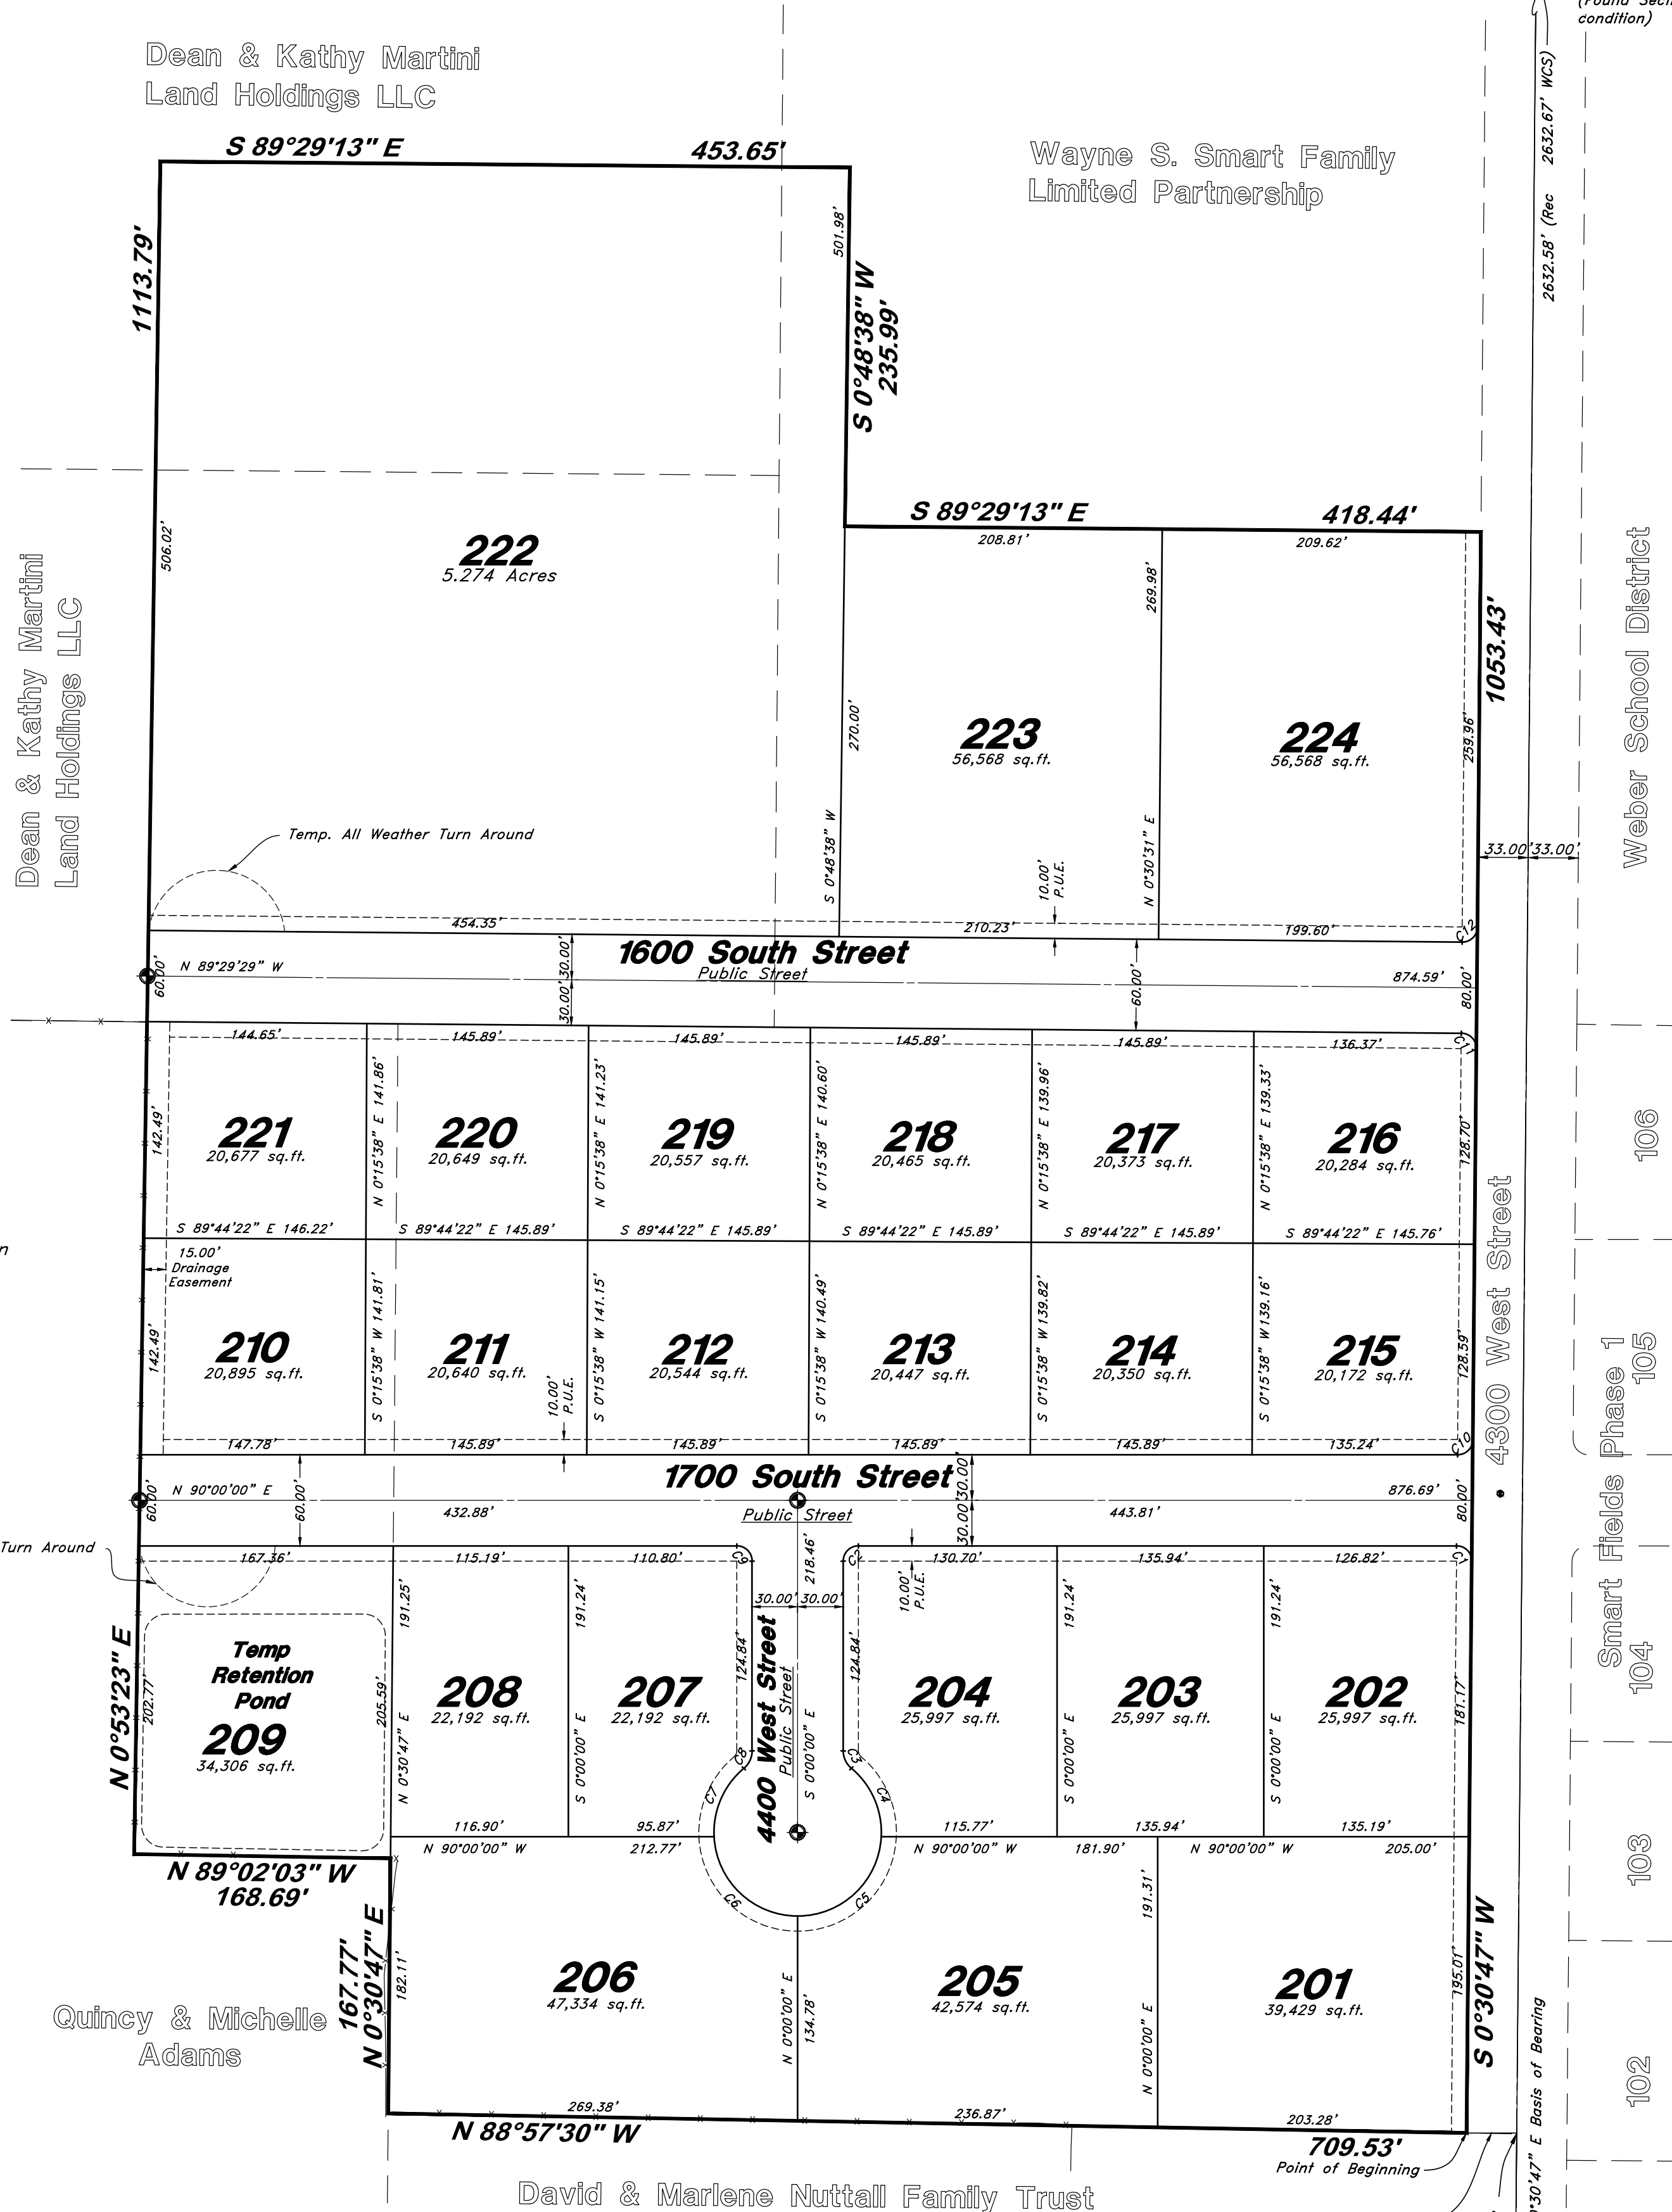 (Found Section
condition)
Dean & Kathy Martini
Land Holdings LLC
Wayne S. Smart Family
Limited Partnership
2632.58' (Rec 2632.67' WCS)
S 89°29'13" E 453.65'
1113.79'
501.98'
S 0°48'38" W
235.99'
506.02'
222
5.274 Acres
S 89°29'13" E 418.44'
208.81'
209.62'
269.98'
1053.43'
Dean & Kathy Martini
Land Holdings LLC
Weber School District
223
56,568 sq.ft.
224
56,568 sq.ft.
270.00'
259.96'
Temp. All Weather Turn Around
S 0°48'38" W
10.00'
P.U.E.
N 0°30'31" E
33.00' 33.00'
454.35'
210.23'
199.60'
C12
1600 South Street
Public Street
N 89°29'29" W
874.59'
60.00'
30.00' 30.00'
60.00'
80.00'
144.65'
145.89'
145.89'
145.89'
145.89'
136.37'
C11
142.49'
N 0°15'38" E 141.86'
N 0°15'38" E 141.23'
N 0°15'38" E 140.60'
N 0°15'38" E 139.96'
N 0°15'38" E 139.33'
128.70'
221
20,677 sq.ft.
220
20,649 sq.ft.
219
20,557 sq.ft.
218
20,465 sq.ft.
217
20,373 sq.ft.
216
20,284 sq.ft.
106
S 89°44'22" E 146.22'
S 89°44'22" E 145.89'
S 89°44'22" E 145.89'
S 89°44'22" E 145.89'
S 89°44'22" E 145.89'
S 89°44'22" E 145.76'
15.00'
Drainage
Easement
142.49'
S 0°15'38" W 141.81'
S 0°15'38" W 141.15'
S 0°15'38" W 140.49'
S 0°15'38" W 139.82'
S 0°15'38" W 139.16'
128.59'
210
20,895 sq.ft.
211
20,640 sq.ft.
212
20,544 sq.ft.
213
20,447 sq.ft.
214
20,350 sq.ft.
215
20,172 sq.ft.
10.00'
P.U.E.
4300 West Street
Smart Fields Phase 1
105
147.78'
145.89'
145.89'
145.89'
145.89'
135.24'
C10
1700 South Street
Public Street
N 90°00'00" E
432.88'
443.81'
876.69'
60.00'
60.00'
30.00' 30.00'
80.00'
Turn Around
167.36'
115.19'
110.80'
C9
C2
130.70'
135.94'
126.82'
C1
218.46'
10.00'
P.U.E.
30.00' 30.00'
191.25'
191.24'
191.24'
191.24'
124.84'
124.84'
181.17'
4400 West Street
Public Street
S 0°00'00" E
Temp
Retention
Pond
209
34,306 sq.ft.
208
22,192 sq.ft.
207
22,192 sq.ft.
204
25,997 sq.ft.
203
25,997 sq.ft.
202
25,997 sq.ft.
104
N 0°53'23" E
202.77'
205.59'
N 0°30'47" E
S 0°00'00" E
S 0°00'00" E
S 0°00'00" E
C8
C3
C7
C4
116.90'
95.87'
115.77'
135.94'
135.19'
N 90°00'00" W 212.77'
N 90°00'00" W 181.90'
N 90°00'00" W 205.00'
103
N 89°02'03" W
168.69'
C6
C5
191.31'
167.77'
N 0°30'47" E
182.11'
206
47,334 sq.ft.
205
42,574 sq.ft.
201
39,429 sq.ft.
N 0°00'00" E
134.78'
N 0°00'00" E
195.01'
S 0°30'47" W
Quincy & Michelle
Adams
102
269.38'
236.87'
203.28'
N 88°57'30" W 709.53'
Point of Beginning
0°30'47" E Basis of Bearing
David & Marlene Nuttall Family Trust